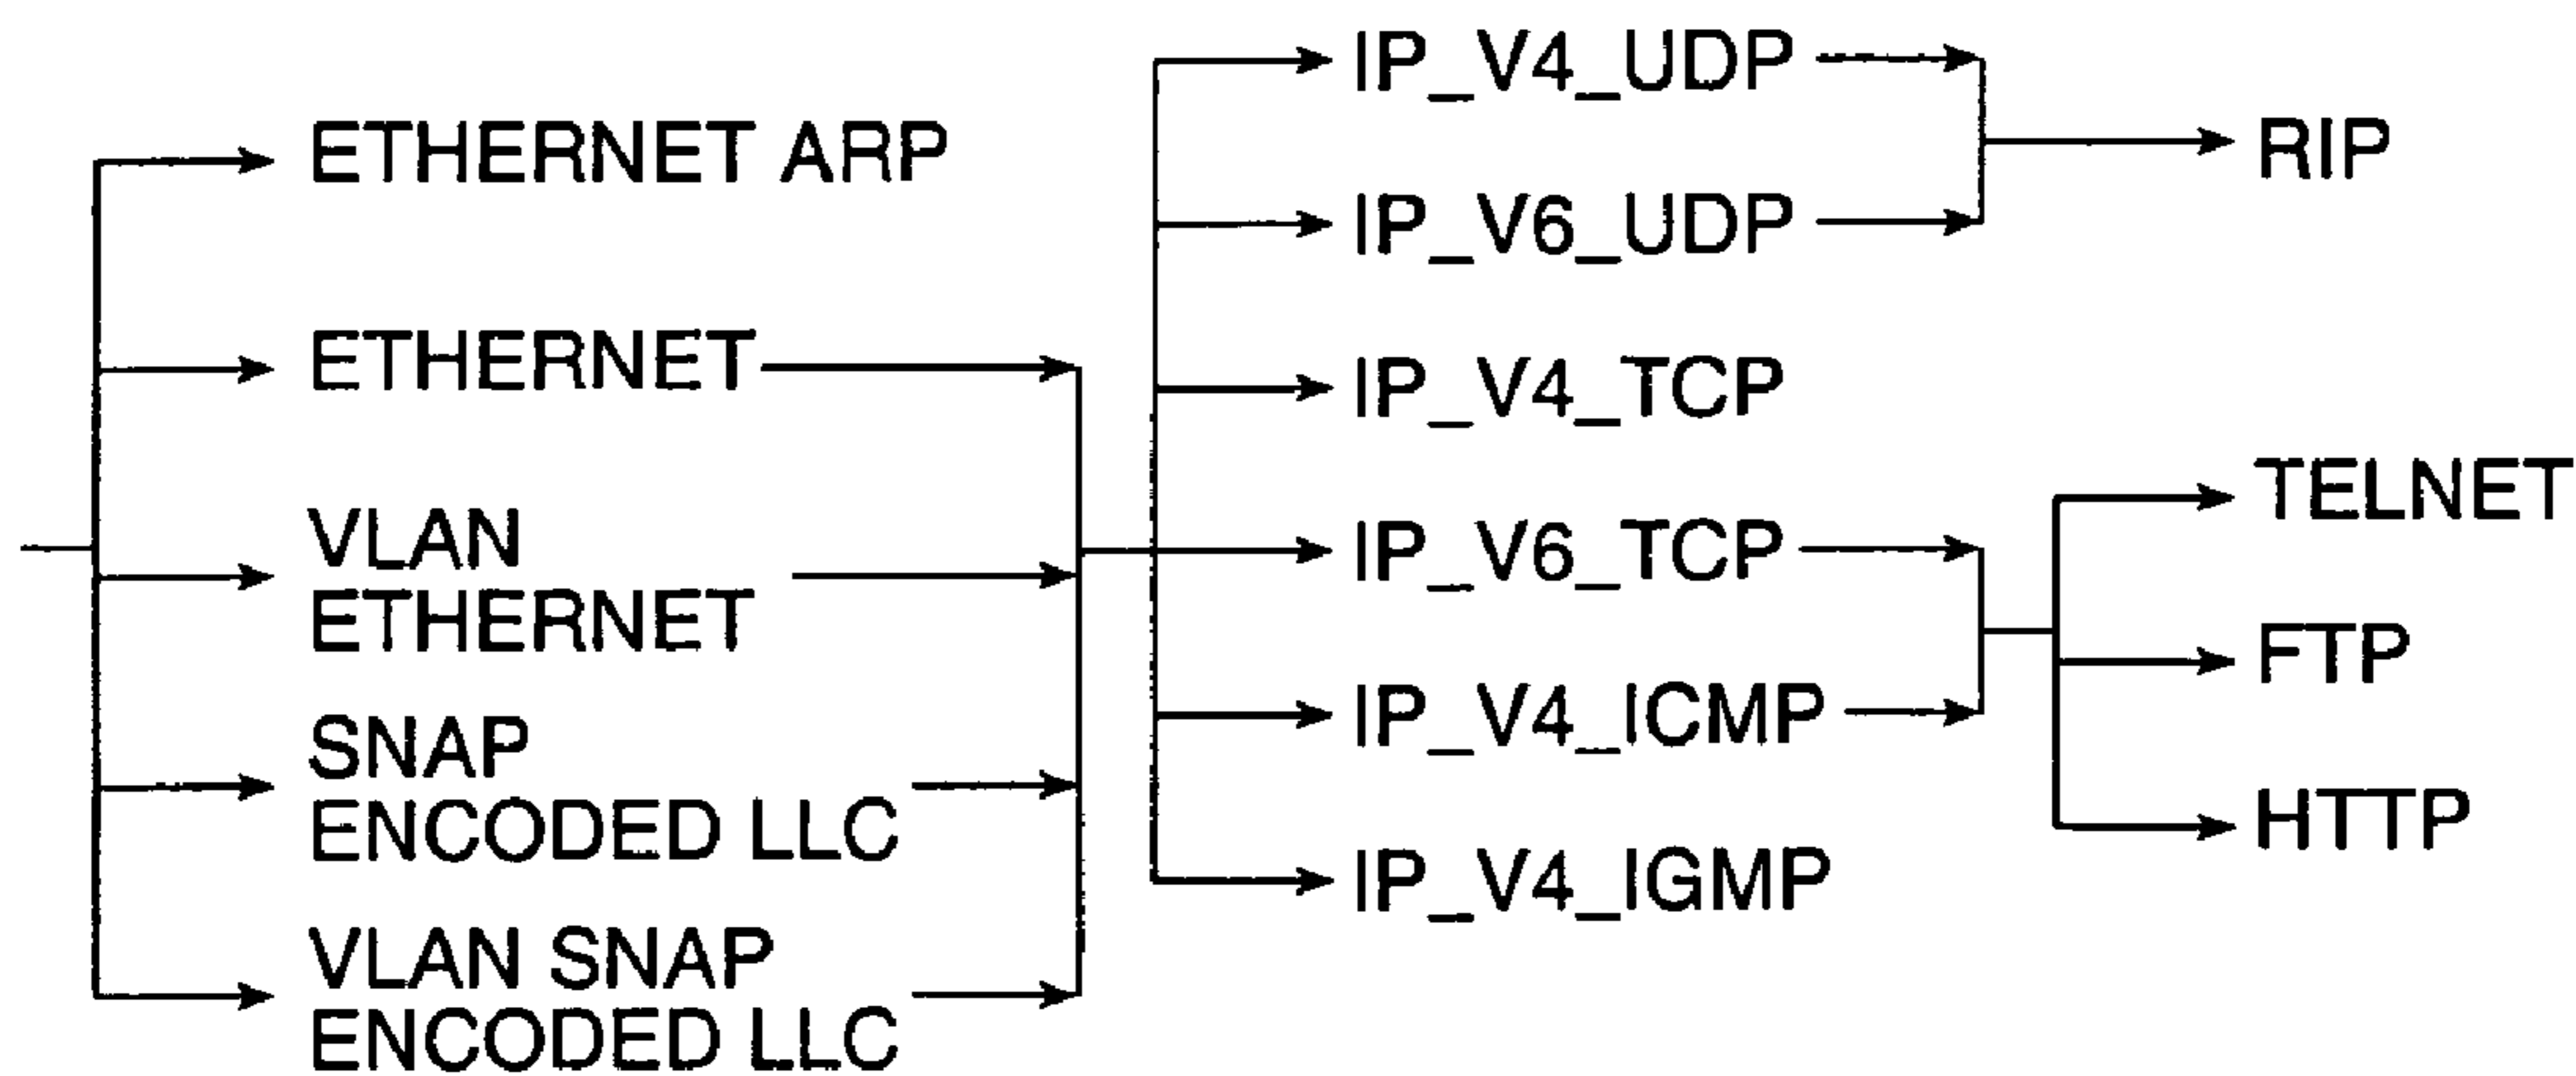 ETHERNET ARP
ETHERNET
VLAN
ETHERNET
SNAP
ENCODED LLC
VLAN SNAP
ENCODED LLC
IP_V4_UDP
IP_V6_UDP
IP_V4_TCP
IP_V6_TCP
IP_V4_ICMP
IP_V4_IGMP
RIP
TELNET
FTP
HTTP